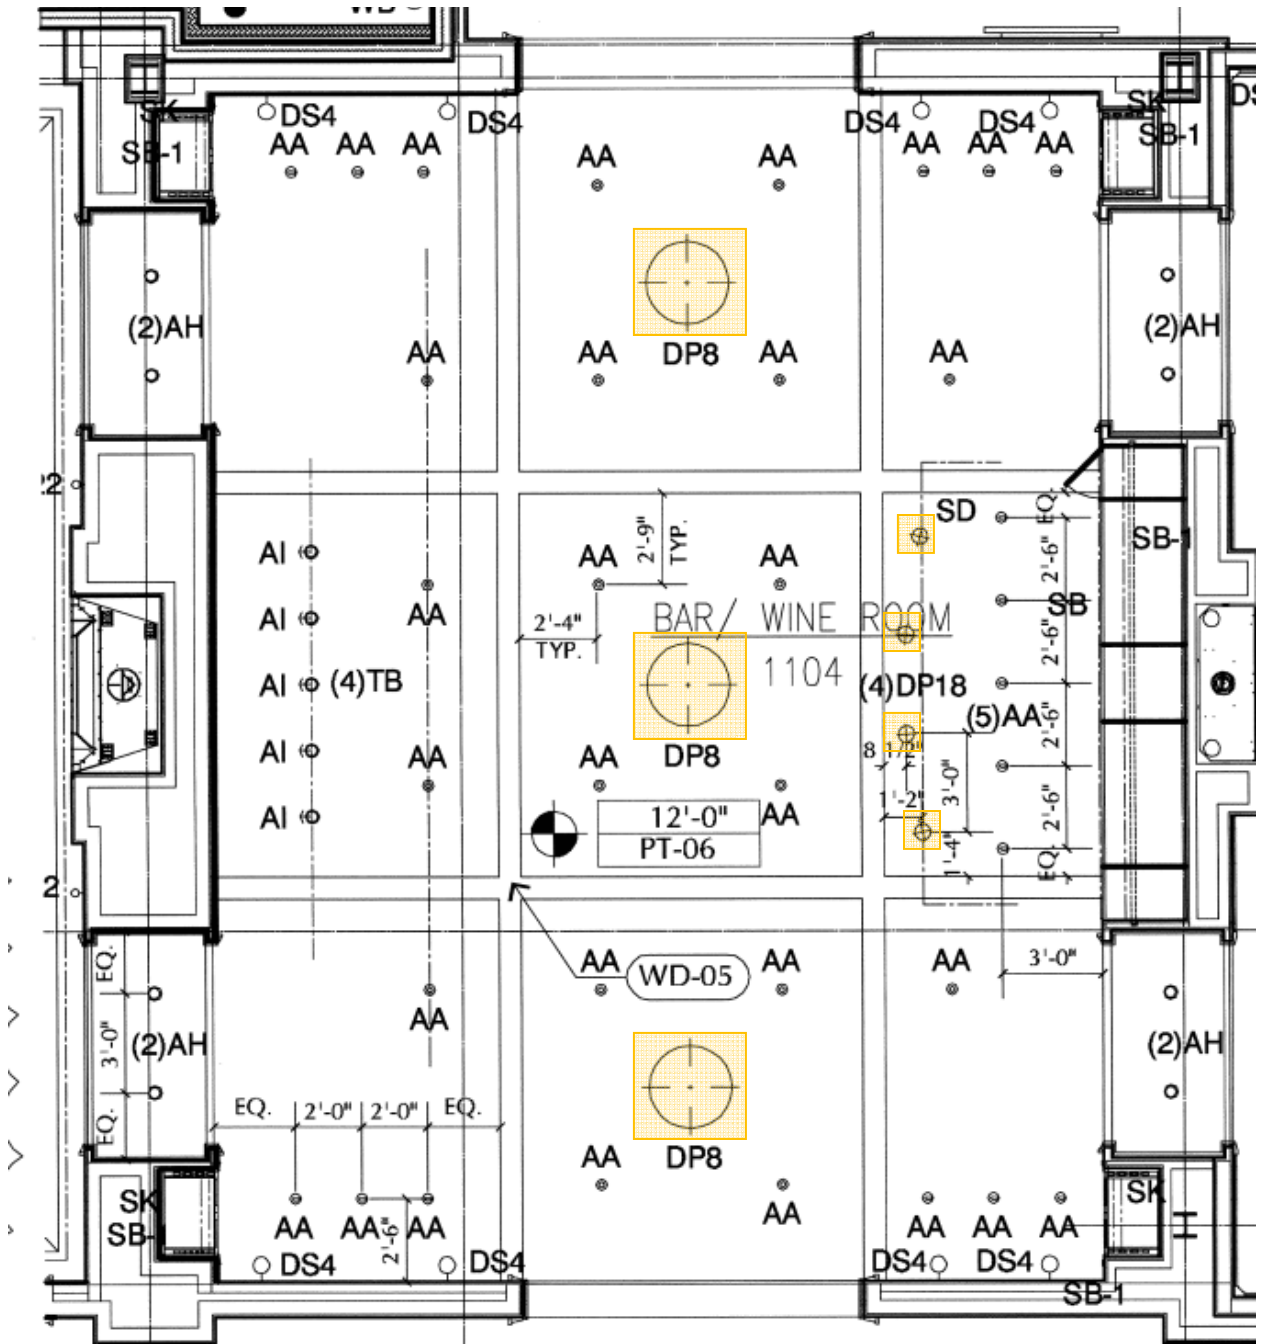 WD
SK
DS4
DS4
DS4
DS4
SK
DS
SB-1
AA
AA
AA
AA
AA
AA
AA
AA
SB-1
(2)AH
(2)AH
AA
AA
AA
AA
DP8
EQ.
SD
2'-9"
TYP.
2'-6"
SB-1
AI
AA
AA
AI
AA
2'-4"
TYP.
BAR/ WINE ROOM
1104
SB
2'-6"
AI
(4)TB
(4)DP18
(5)AA
2'-6"
AI
AA
AA
DP8
8 1/2"
1'-2"
3'-0"
AI
12'-0"
PT-06
AA
2'-6"
1'-4"
EQ.
2
EQ.
AA
WD-05
AA
AA
3'-0"
AA
3'-0"
(2)AH
(2)AH
EQ.
EQ.
2'-0"
2'-0"
EQ.
AA
DP8
SK
SB-
AA
AA
AA
2'-6"
AA
AA
AA
AA
SK
DS4
DS4
DS4
DS4
SB-1